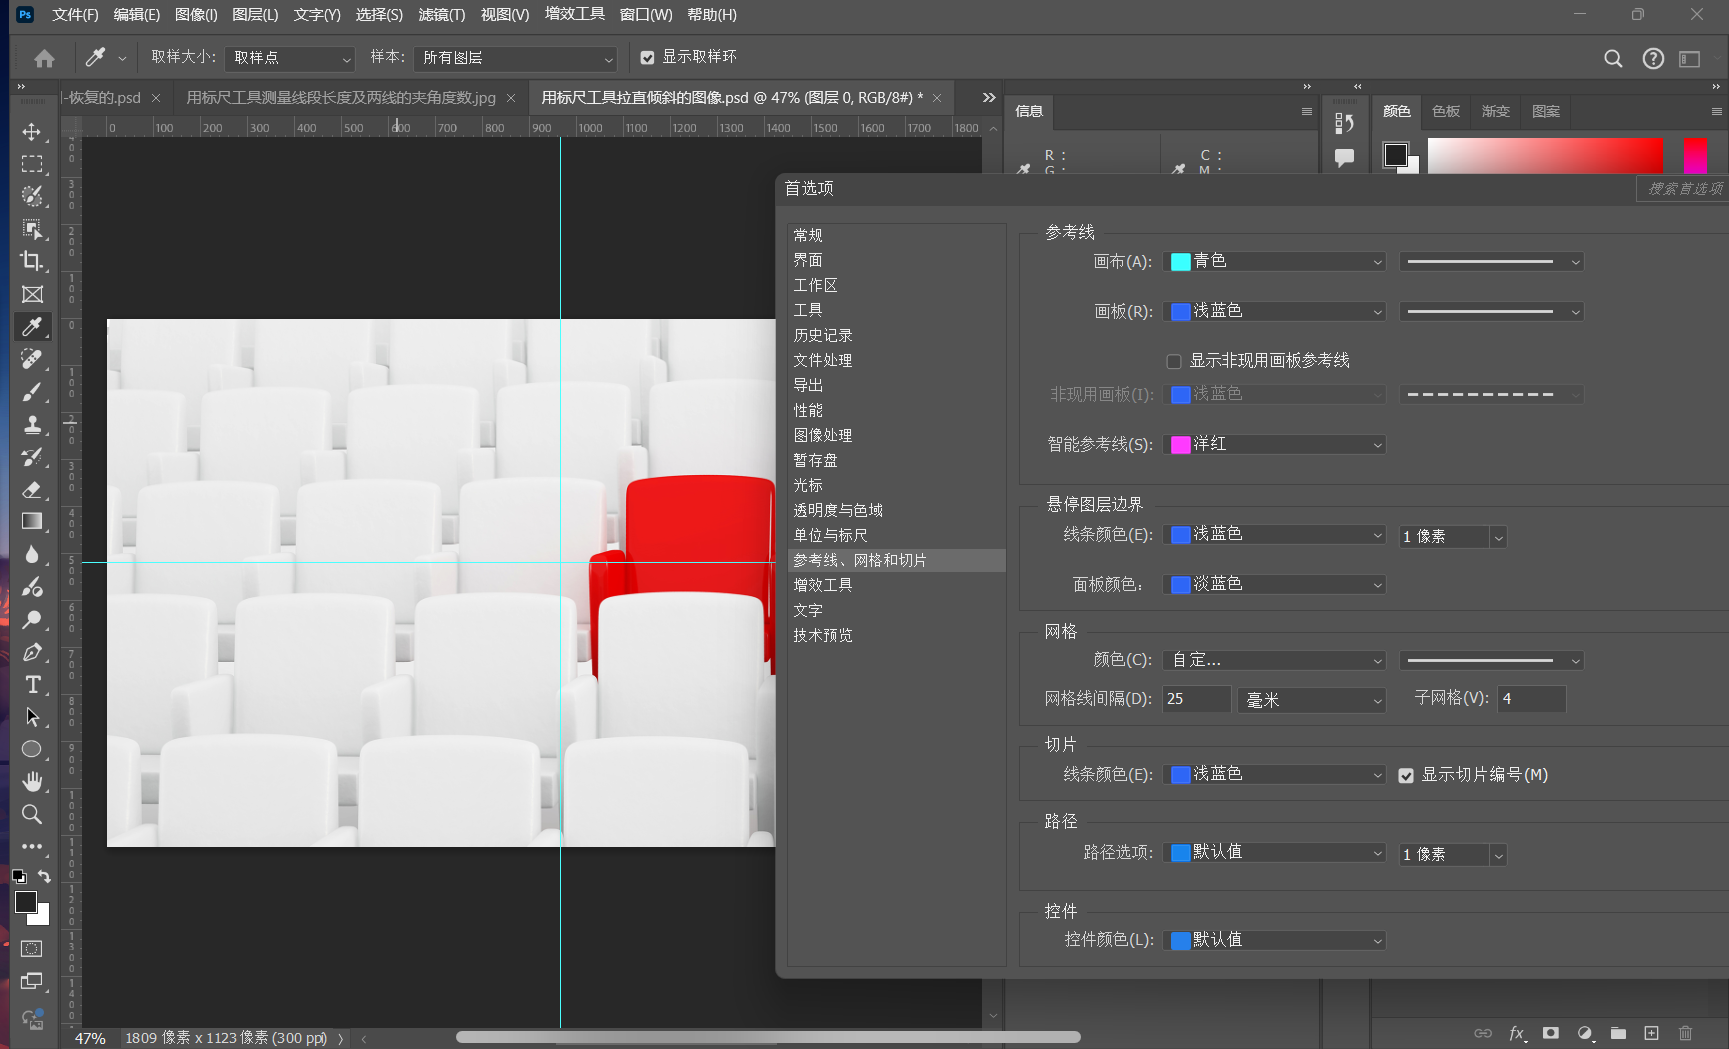 Ps 文件(F) 编辑(E) 图像(I) 图层(L) 文字(Y) 选择(S) 滤镜(T) 视图(V) 增效工具 窗口(W) 帮助(H)
取样大小: 取样点 样本: 所有图层 显示取样环
-恢复的.psd × 用标尺工具测量线段长度及两线的夹角度数.jpg × 用标尺工具拉直倾斜的图像.psd @ 47% (图层 0, RGB/8#) * ×
信息
颜色 色板 渐变 图案
0 100 200 300 400 500 600 700 800 900 1000 1100 1200 1300 1400 1500 1600 1700 1800
R : C :
G : M :
首选项
搜索首选项
常规
界面
工作区
工具
历史记录
文件处理
导出
性能
图像处理
暂存盘
光标
透明度与色域
单位与标尺
参考线、网格和切片
增效工具
文字
技术预览
参考线
画布(A): 青色
画板(R): 浅蓝色
显示非现用画板参考线
非现用画板(I): 浅蓝色
智能参考线(S): 洋红
悬停图层边界
线条颜色(E): 浅蓝色 1 像素
面板颜色: 淡蓝色
网格
颜色(C): 自定...
网格线间隔(D): 25 毫米 子网格(V): 4
切片
线条颜色(E): 浅蓝色 显示切片编号(M)
路径
路径选项: 默认值 1 像素
控件
控件颜色(L): 默认值
47% 1809 像素 x 1123 像素 (300 ppi)
fx